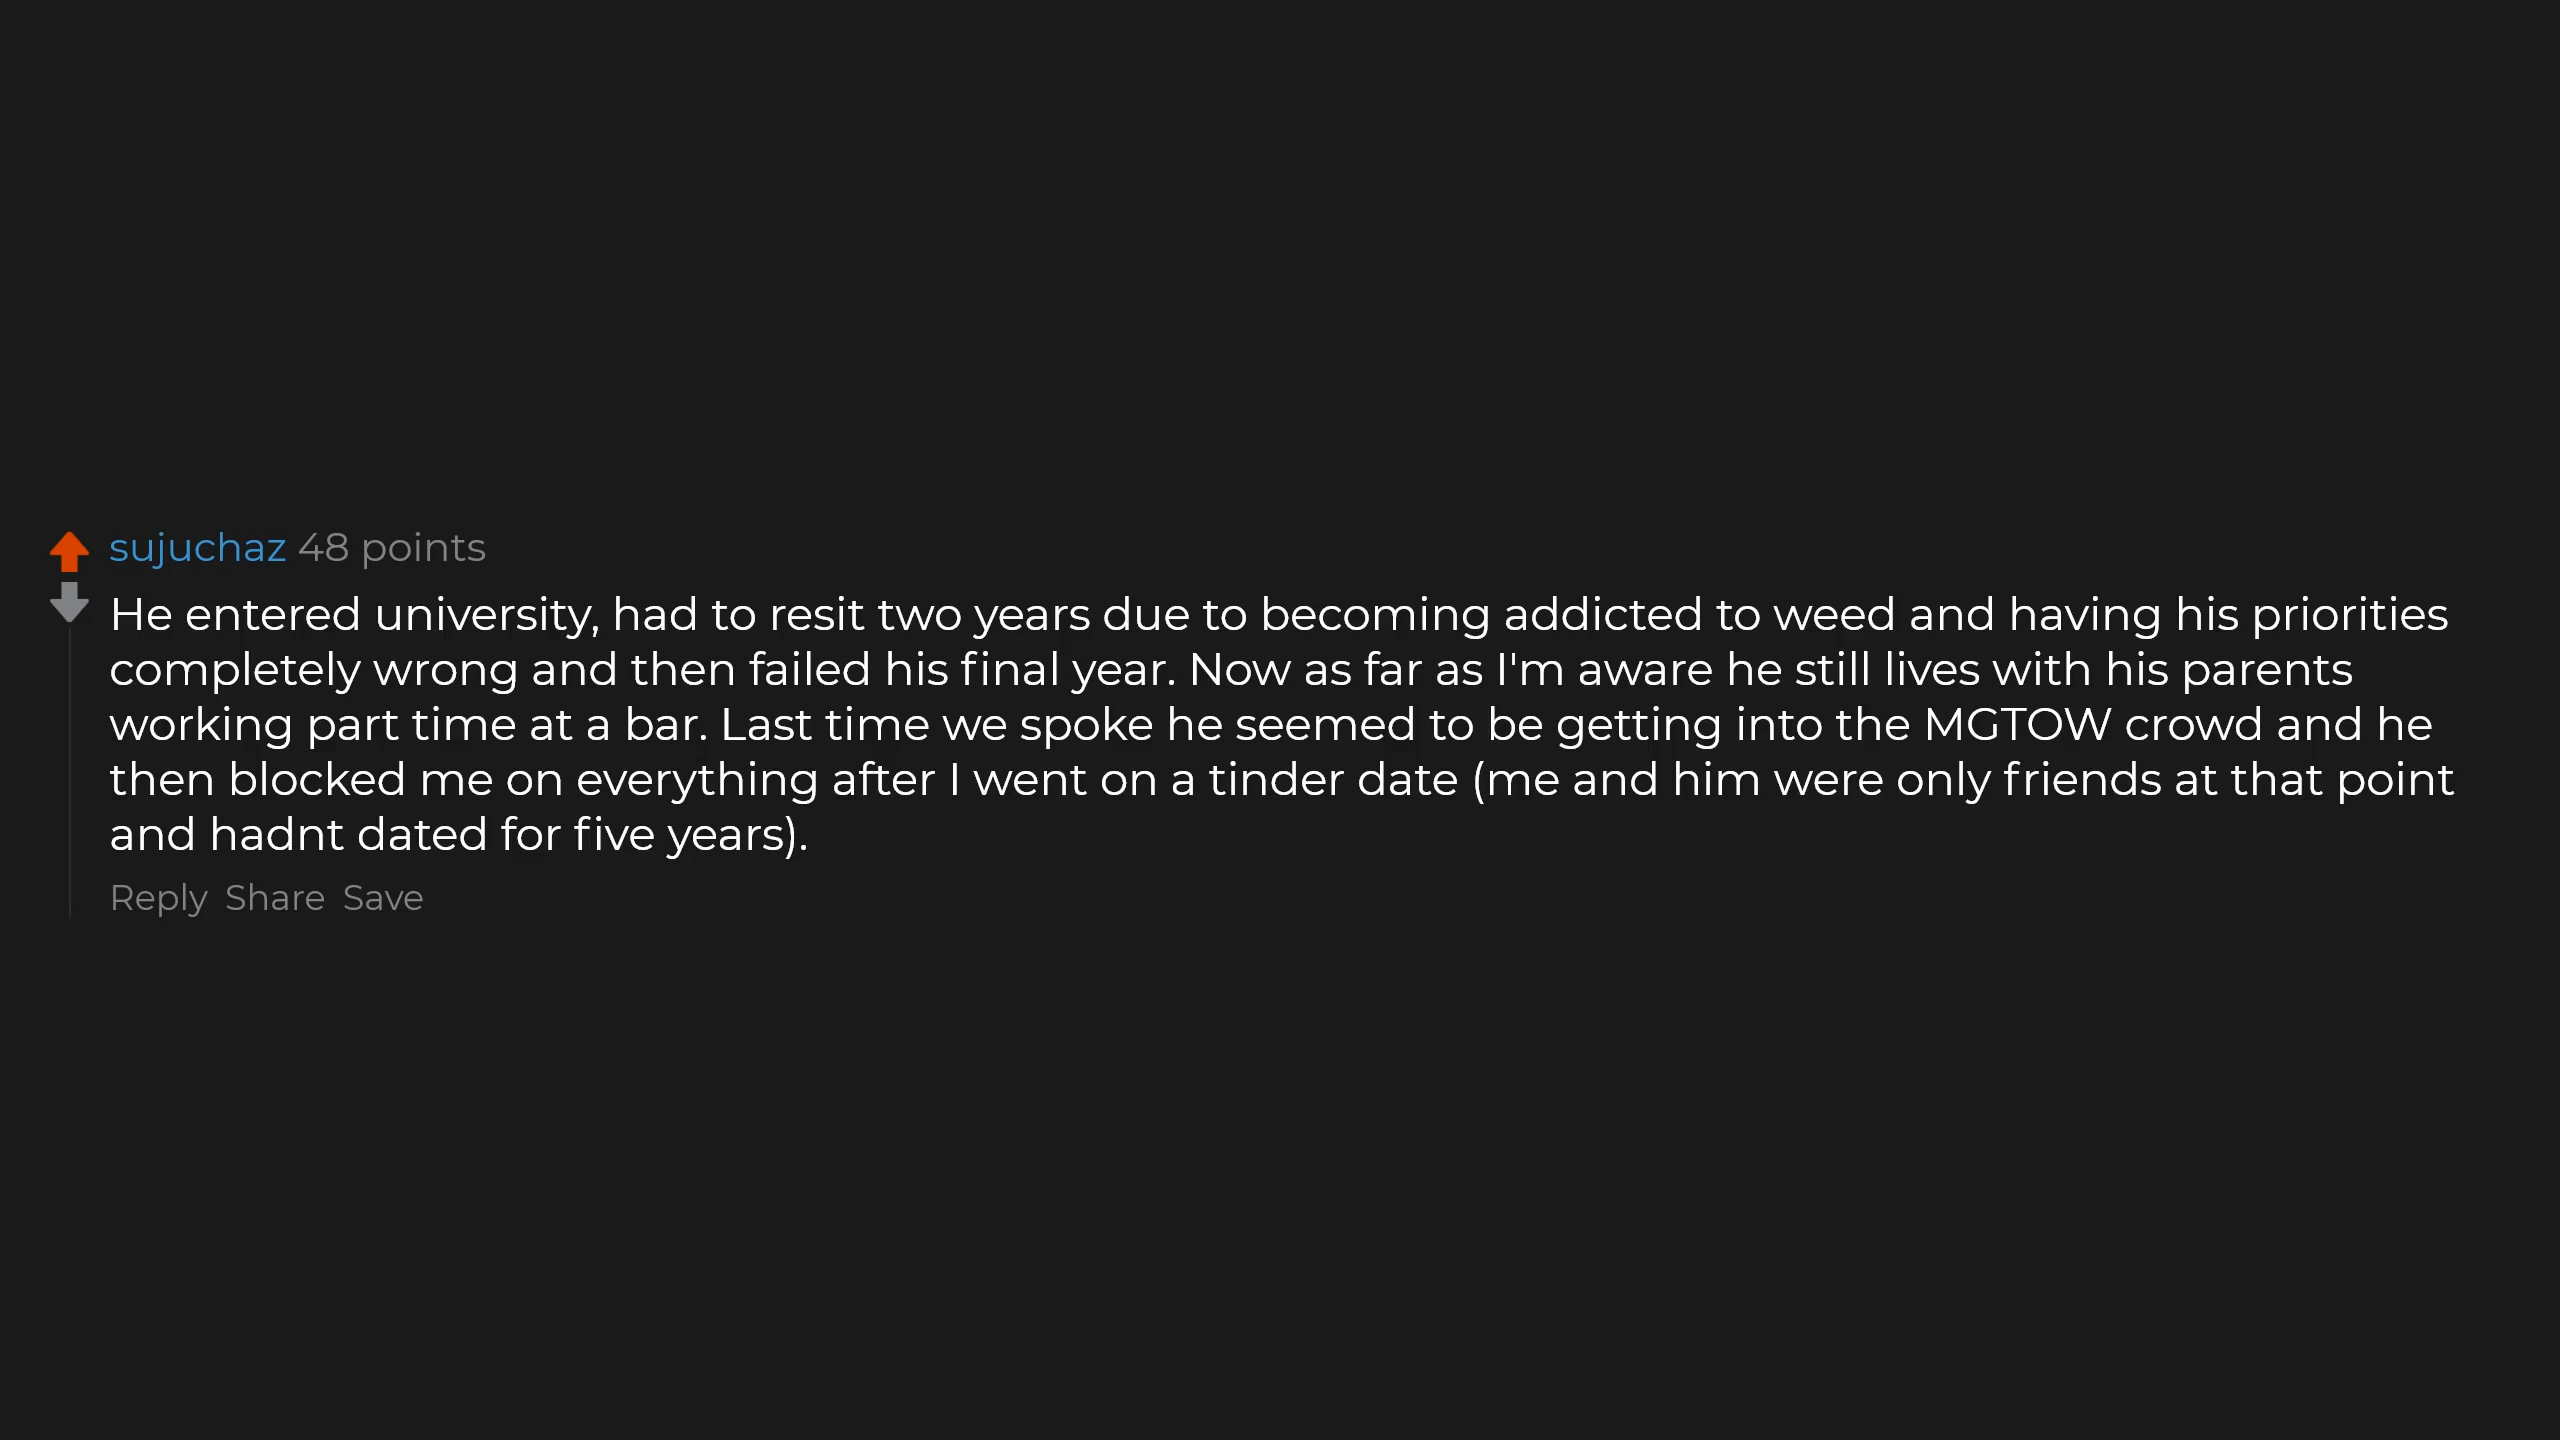 sujuchaz 48 points
He entered university, had to resit two years due to becoming addicted to weed and having his priorities
completely wrong and then failed his final year. Now as far as I'm aware he still lives with his parents
working part time at a bar. Last time we spoke he seemed to be getting into the MGTOW crowd and he
then blocked me on everything after I went on a tinder date (me and him were only friends at that point
and hadnt dated for five years).
Reply Share Save